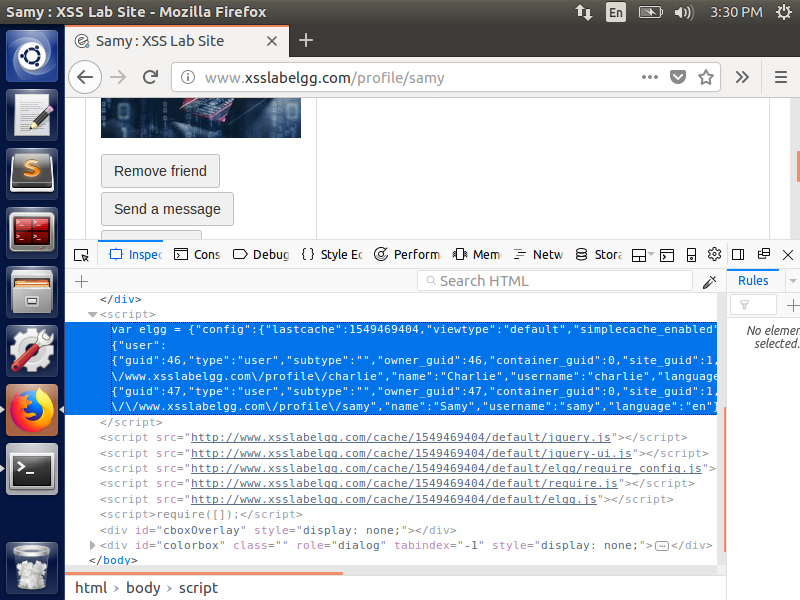 Samy : XSS Lab Site - Mozilla Firefox
En
3:30 PM
Samy : XSS Lab Site
www.xsslabelgg.com/profile/samy
Remove friend
Send a message
Inspec
Cons
Debug
{ } Style Ec
Perform
Mem
Netw
Stora
Search HTML
Rules
No elemen
selected.
</div>
<script>
var elgg = {"config":{"lastcache":1549469404,"viewtype":"default","simplecache_enabled"
{"user":
{"guid":46,"type":"user","subtype":"","owner_guid":46,"container_guid":0,"site_guid":1,
\/www.xsslabelgg.com\/profile\/charlie","name":"Charlie","username":"charlie","language
{"guid":47,"type":"user","subtype":"","owner_guid":47,"container_guid":0,"site_guid":1,
\/\/www.xsslabelgg.com\/profile\/samy","name":"Samy","username":"samy","language":"en"}
</script>
<script src="http://www.xsslabelgg.com/cache/1549469404/default/jquery.js"></script>
<script src="http://www.xsslabelgg.com/cache/1549469404/default/jquery-ui.js"></script>
<script src="http://www.xsslabelgg.com/cache/1549469404/default/elgg/require_config.js">
<script src="http://www.xsslabelgg.com/cache/1549469404/default/require.js"></script>
<script src="http://www.xsslabelgg.com/cache/1549469404/default/elgg.js"></script>
<script>require([]);</script>
<div id="cboxOverlay" style="display: none;"></div>
<div id="colorbox" class="" role="dialog" tabindex="-1" style="display: none;"></div>
</body>
html › body › script